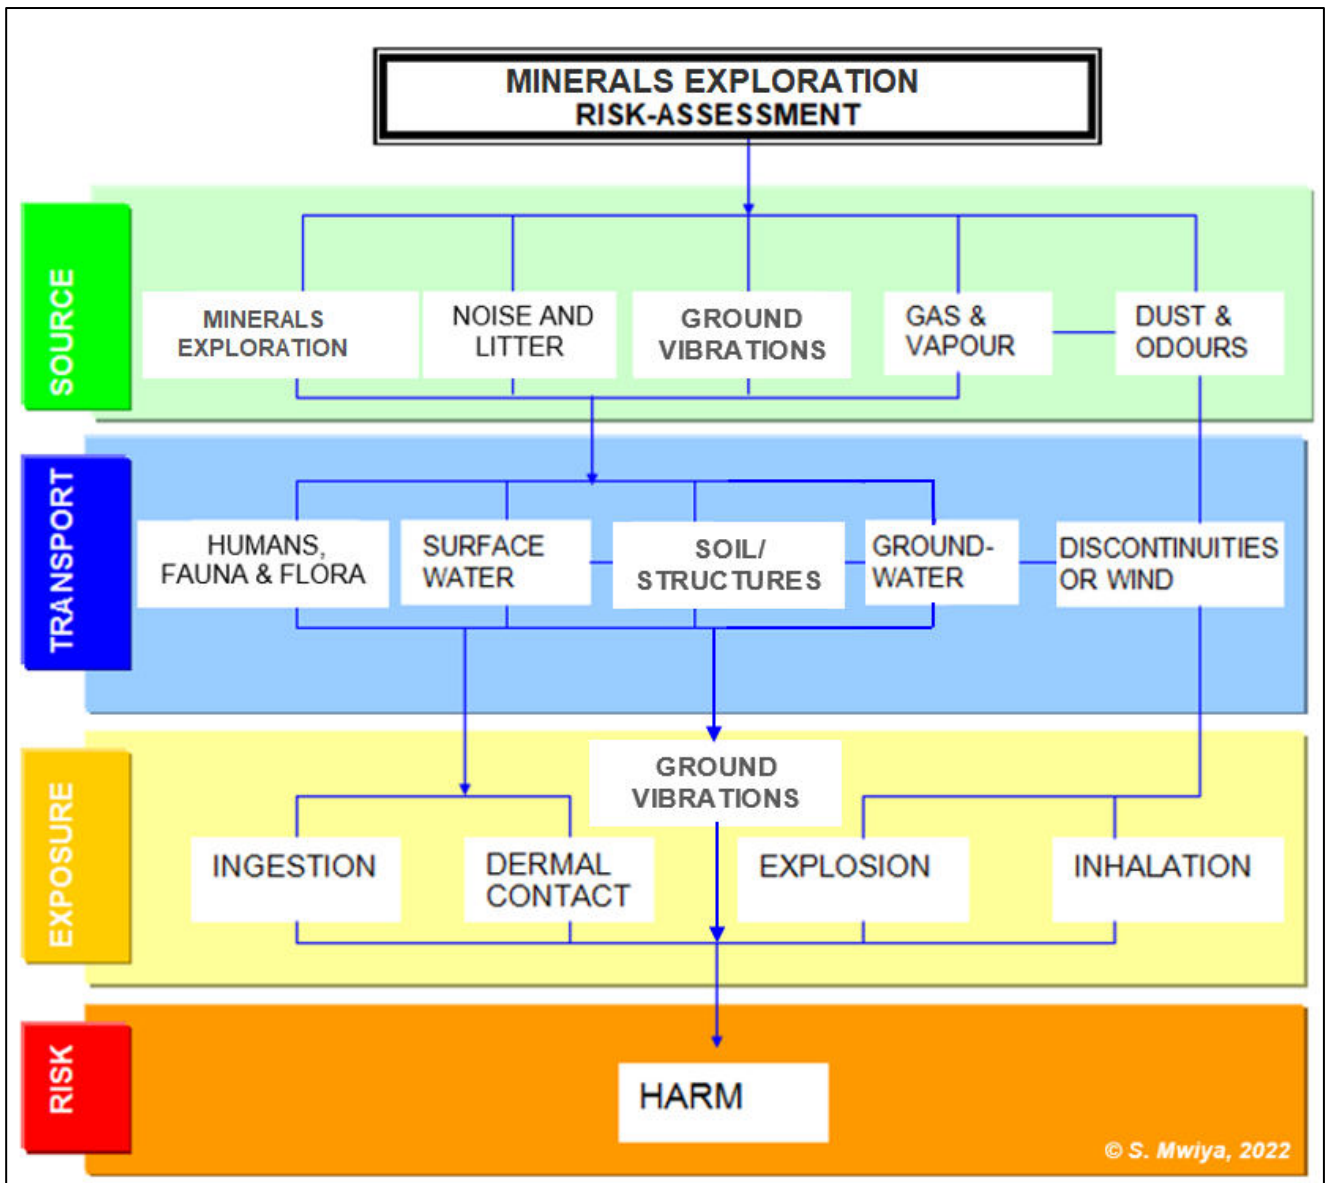 MINERALS EXPLORATION
RISK-ASSESSMENT
SOURCE
MINERALS
EXPLORATION
NOISE AND
LITTER
GROUND
VIBRATIONS
GAS &
VAPOUR
DUST &
ODOURS
TRANSPORT
HUMANS,
FAUNA & FLORA
SURFACE
WATER
SOIL/
STRUCTURES
GROUND-
WATER
DISCONTINUITIES
OR WIND
EXPOSURE
GROUND
VIBRATIONS
INGESTION
DERMAL
CONTACT
EXPLOSION
INHALATION
RISK
HARM
© S. Mwiya, 2022